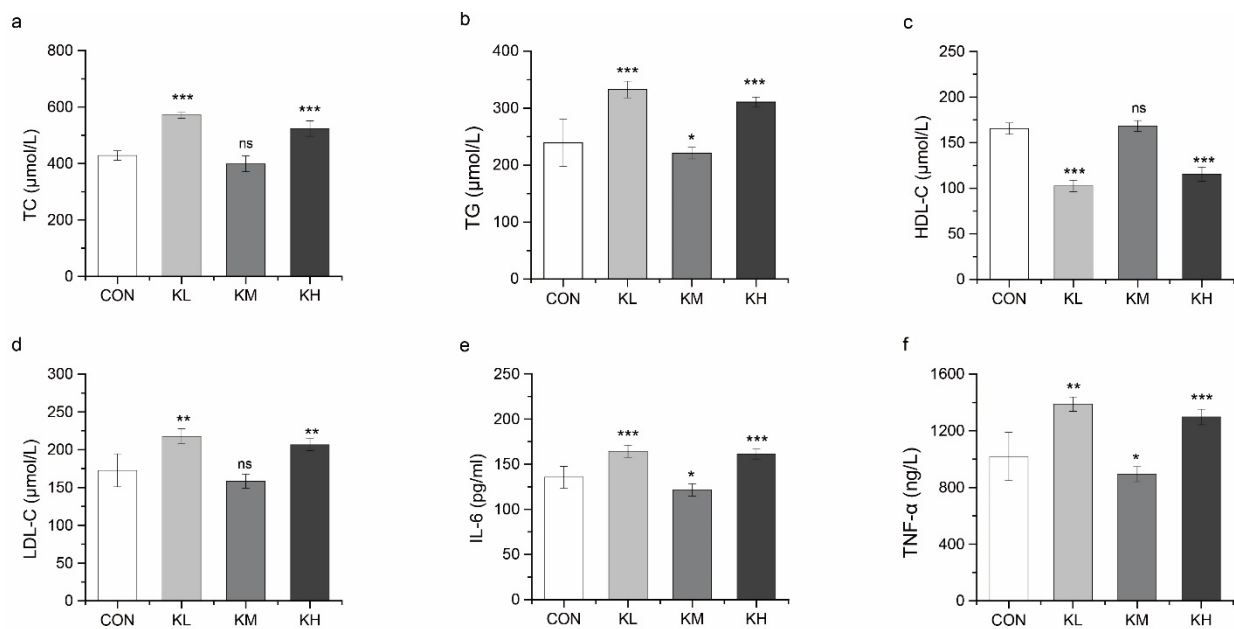 a
800
600
400
200
0
TC (μmol/L)
***
ns
***
CON KL KM KH
b
400
300
200
100
0
TG (μmol/L)
***
*
***
CON KL KM KH
c
250
200
150
100
50
0
HDL-C (μmol/L)
***
ns
***
CON KL KM KH
d
300
250
200
150
100
50
0
LDL-C (μmol/L)
**
ns
**
CON KL KM KH
e
250
200
150
100
50
0
IL-6 (pg/ml)
***
*
***
CON KL KM KH
f
1600
1200
800
400
0
TNF-α (ng/L)
**
*
***
CON KL KM KH